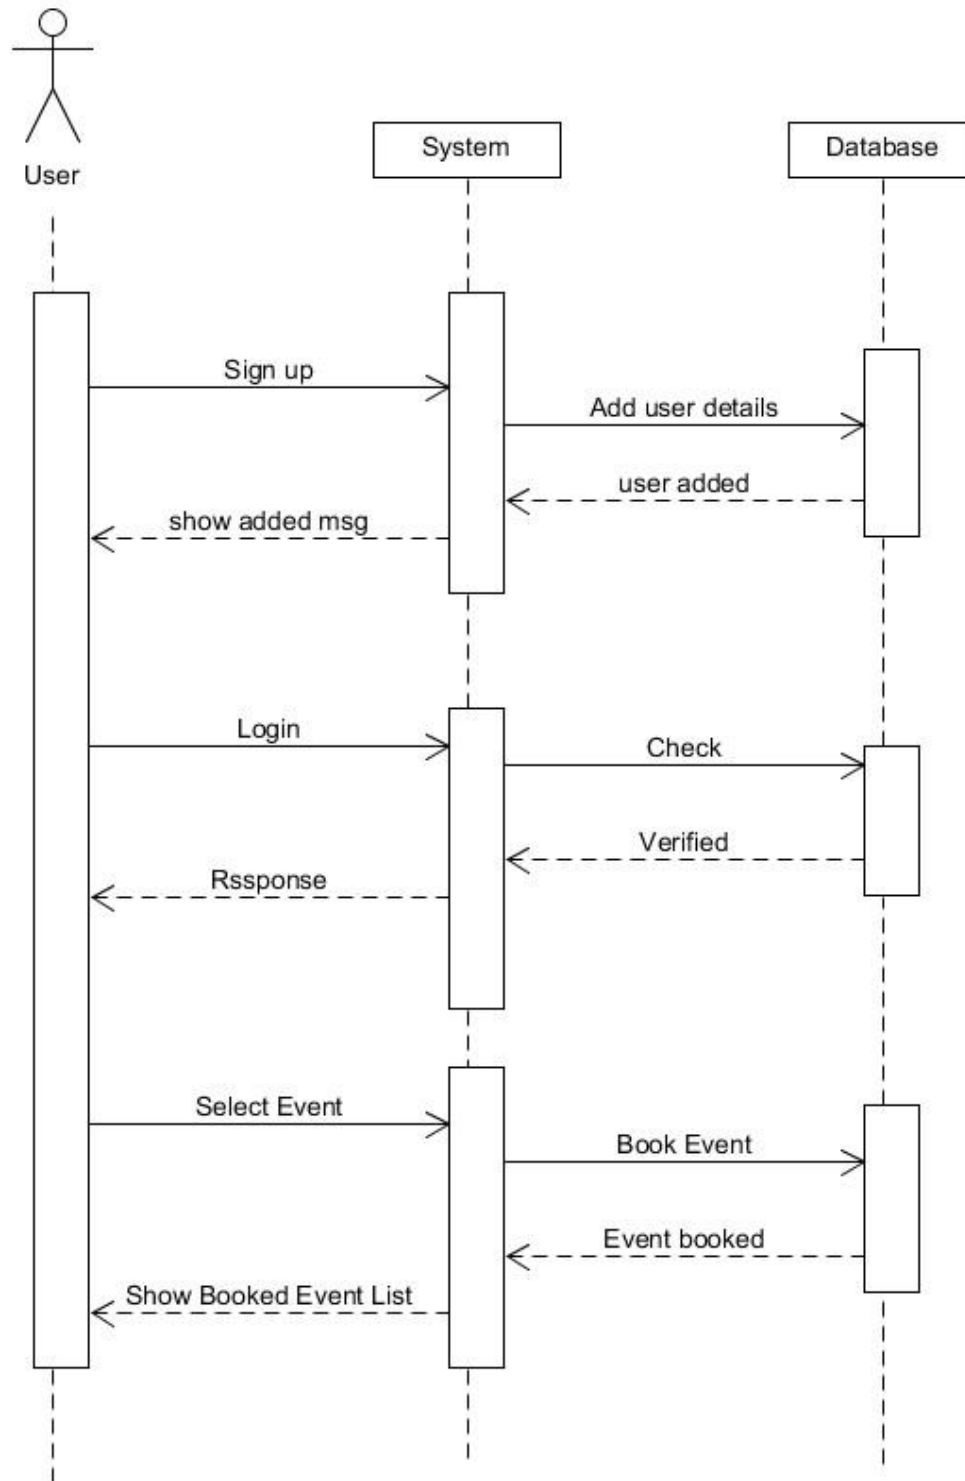 User
System
Database
Sign up
Add user details
user added
show added msg
Login
Check
Verified
Rssponse
Select Event
Book Event
Event booked
Show Booked Event List